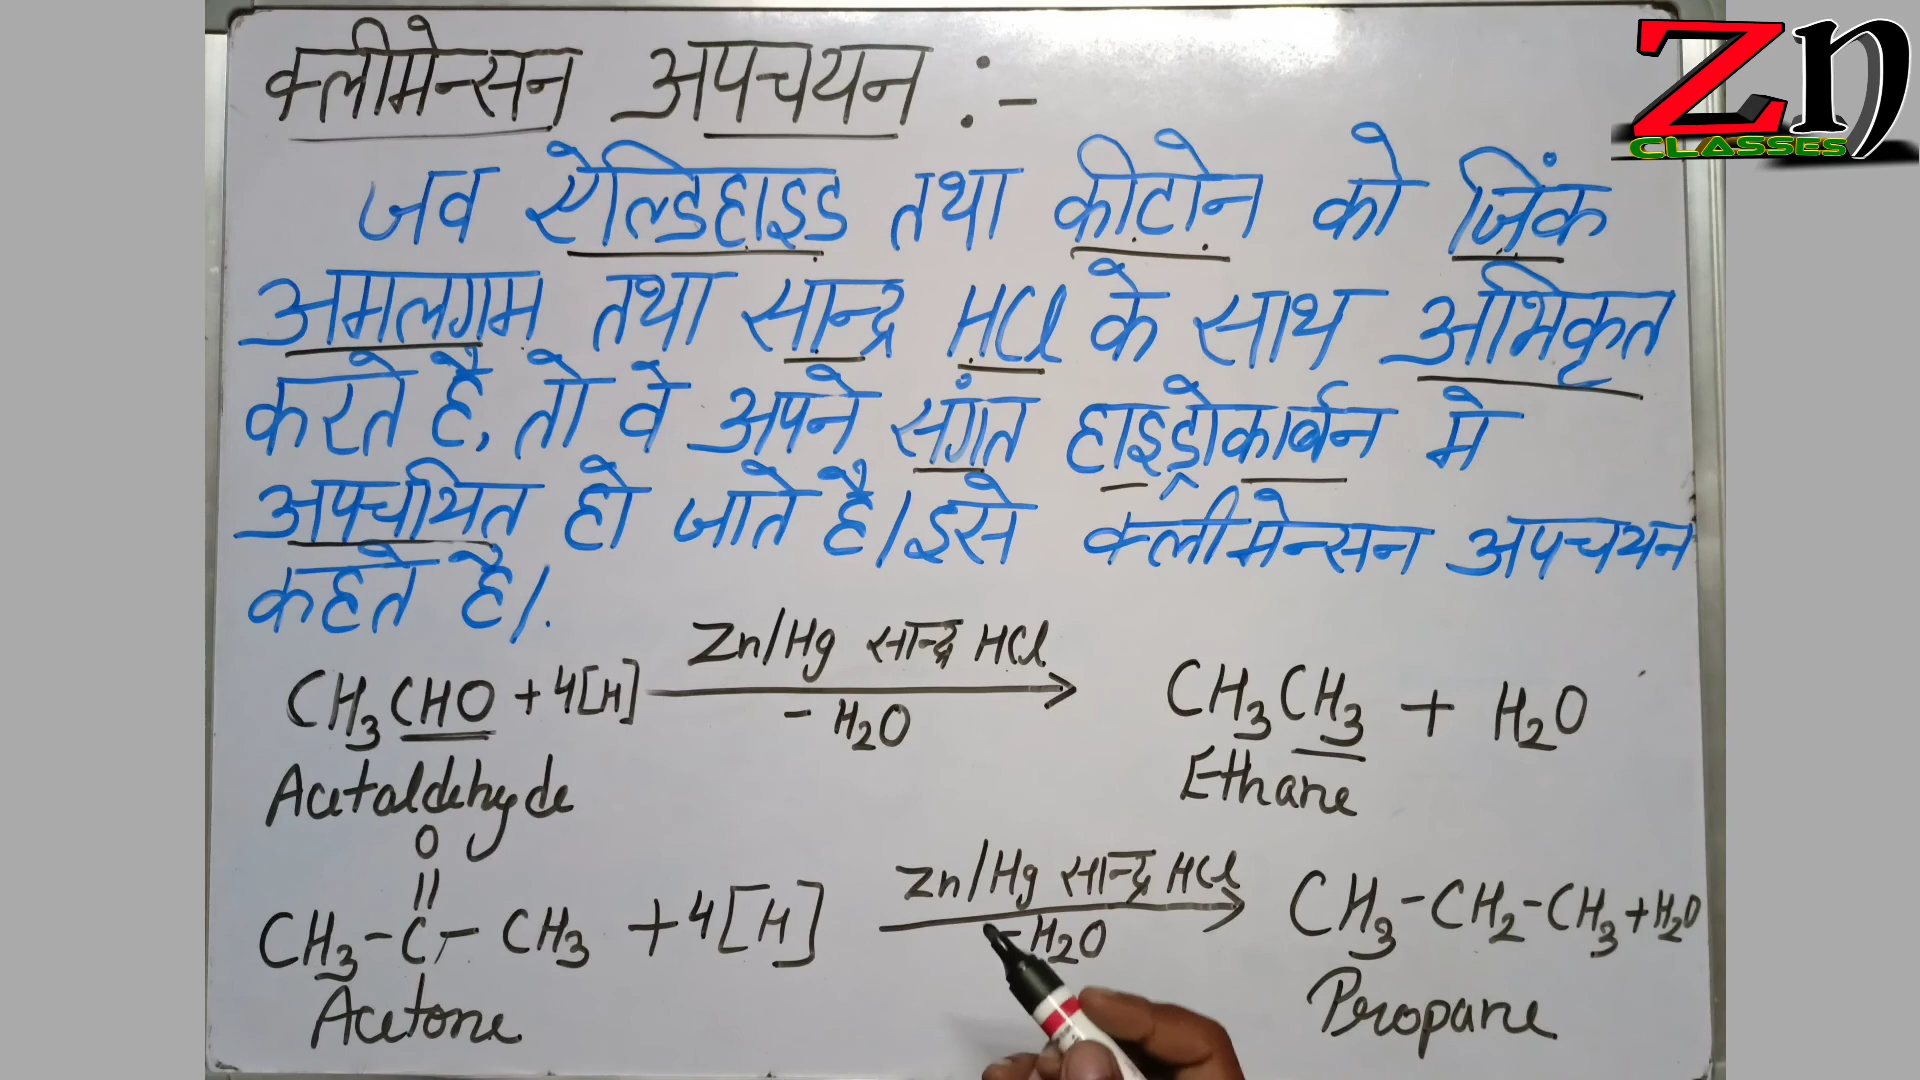 क्लीमेन्सन अपचयन :-
Zn
CLASSES
जव ऐल्डिहाइड तथा कीटोन को जिंक
अमलगम तथा सान्द्र HCl के साथ अभिकृत
करते है, तो वे अपने संगत हाइड्रोकार्बन मे
अपचयित हो जाते है। इसे क्लीमेन्सन अपचयन
कहते है।.
CH3CHO + 4[H] Zn/Hg सान्द्र HCl CH3CH3 + H2O
- H2O
Acetaldehyde Ethane
O
||
CH3-C-CH3 +4[H] Zn/Hg सान्द्र HCl CH3-CH2-CH3+H2O
-H2O
Acetone Propane